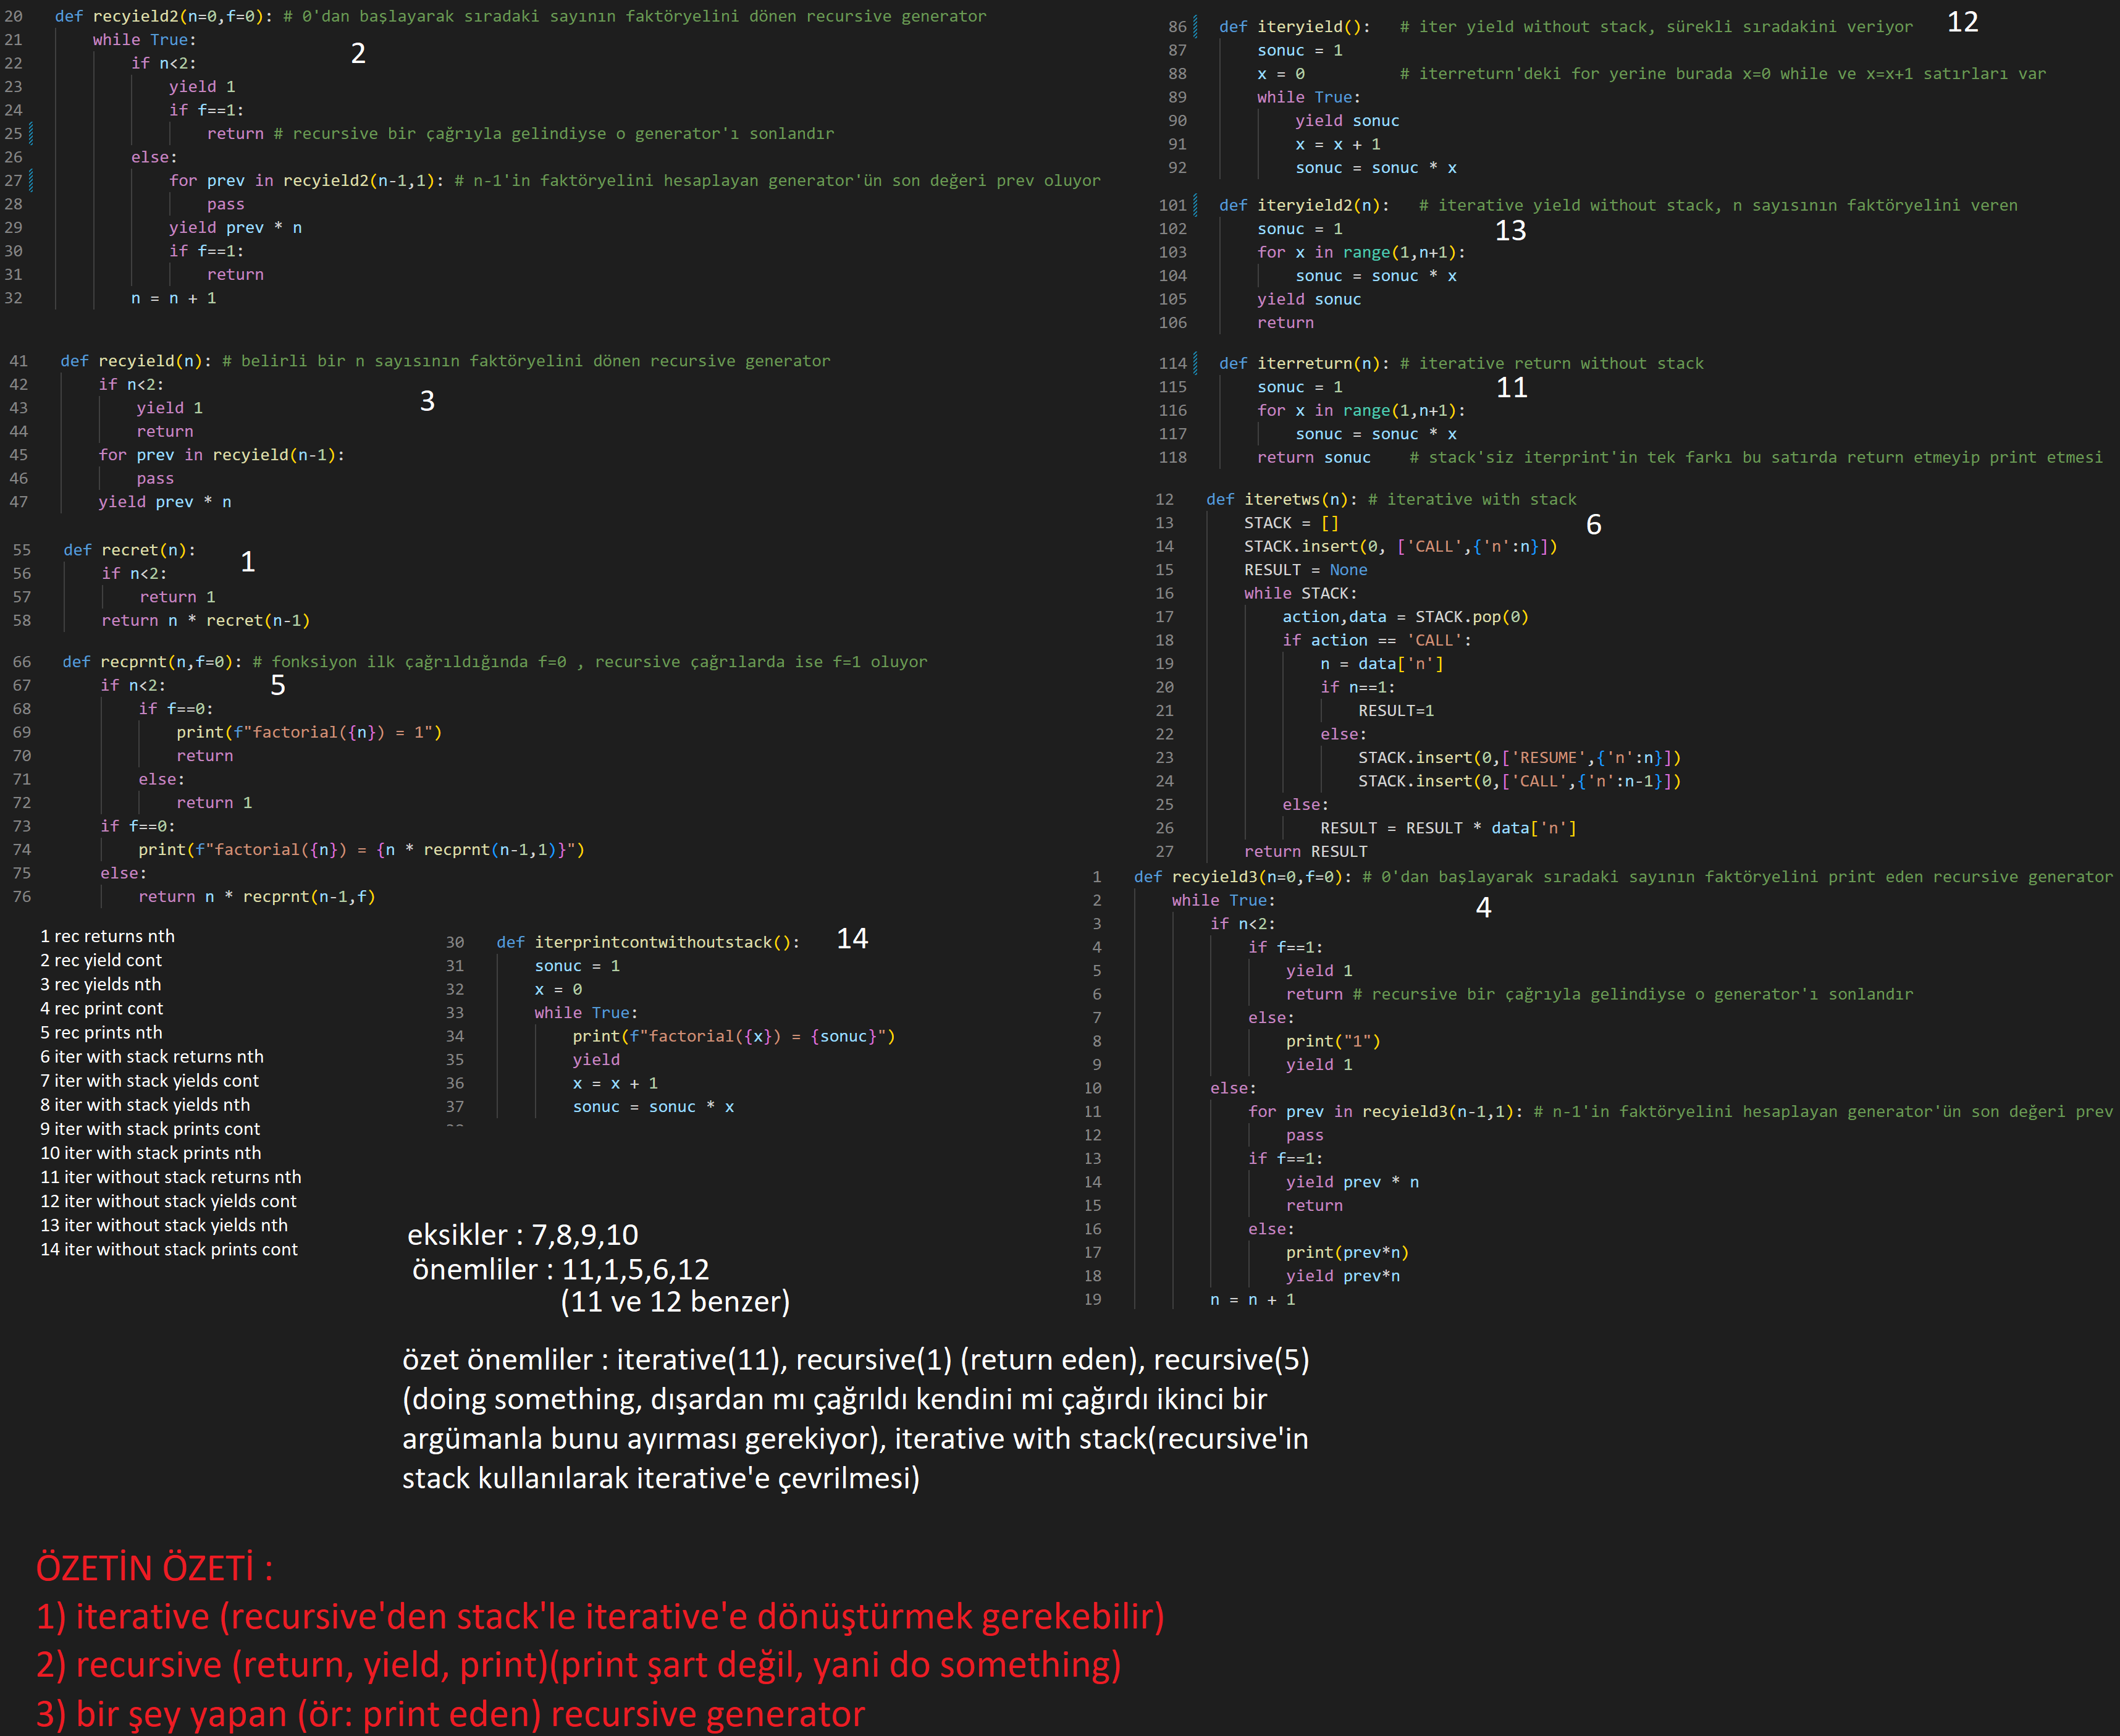 20 def recyield2(n=0,f=0): # 0'dan başlayarak sıradaki sayının faktöryelini dönen recursive generator
21 while True:
2
22 if n<2:
23 yield 1
24 if f==1:
25 return # recursive bir çağrıyla gelindiyse o generator'ı sonlandır
26 else:
27 for prev in recyield2(n-1,1): # n-1'in faktöryelini hesaplayan generator'ün son değeri prev oluyor
28 pass
29 yield prev * n
30 if f==1:
31 return
32 n = n + 1
41 def recyield(n): # belirli bir n sayısının faktöryelini dönen recursive generator
42 if n<2:
3
43 yield 1
44 return
45 for prev in recyield(n-1):
46 pass
47 yield prev * n
55 def recret(n):
1
56 if n<2:
57 return 1
58 return n * recret(n-1)
66 def recprnt(n,f=0): # fonksiyon ilk çağrıldığında f=0 , recursive çağrılarda ise f=1 oluyor
67 if n<2:
5
68 if f==0:
69 print(f"factorial({n}) = 1")
70 return
71 else:
72 return 1
73 if f==0:
74 print(f"factorial({n}) = {n * recprnt(n-1,1)}")
75 else:
76 return n * recprnt(n-1,f)
1 rec returns nth
2 rec yield cont
3 rec yields nth
4 rec print cont
5 rec prints nth
6 iter with stack returns nth
7 iter with stack yields cont
8 iter with stack yields nth
9 iter with stack prints cont
10 iter with stack prints nth
11 iter without stack returns nth
12 iter without stack yields cont
13 iter without stack yields nth
14 iter without stack prints cont
30 def iterprintcontwithoutstack():
14
31 sonuc = 1
32 x = 0
33 while True:
34 print(f"factorial({x}) = {sonuc}")
35 yield
36 x = x + 1
37 sonuc = sonuc * x
86 def iteryield(): # iter yield without stack, sürekli sıradakini veriyor
12
87 sonuc = 1
88 x = 0 # iterreturn'deki for yerine burada x=0 while ve x=x+1 satırları var
89 while True:
90 yield sonuc
91 x = x + 1
92 sonuc = sonuc * x
101 def iteryield2(n): # iterative yield without stack, n sayısının faktöryelini veren
13
102 sonuc = 1
103 for x in range(1,n+1):
104 sonuc = sonuc * x
105 yield sonuc
106 return
114 def iterreturn(n): # iterative return without stack
11
115 sonuc = 1
116 for x in range(1,n+1):
117 sonuc = sonuc * x
118 return sonuc # stack'siz iterprint'in tek farkı bu satırda return etmeyip print etmesi
12 def iteretws(n): # iterative with stack
6
13 STACK = []
14 STACK.insert(0, ['CALL',{'n':n}])
15 RESULT = None
16 while STACK:
17 action,data = STACK.pop(0)
18 if action == 'CALL':
19 n = data['n']
20 if n==1:
21 RESULT=1
22 else:
23 STACK.insert(0,['RESUME',{'n':n}])
24 STACK.insert(0,['CALL',{'n':n-1}])
25 else:
26 RESULT = RESULT * data['n']
27 return RESULT
1 def recyield3(n=0,f=0): # 0'dan başlayarak sıradaki sayının faktöryelini print eden recursive generator
2 while True:
4
3 if n<2:
4 if f==1:
5 yield 1
6 return # recursive bir çağrıyla gelindiyse o generator'ı sonlandır
7 else:
8 print("1")
9 yield 1
10 else:
11 for prev in recyield3(n-1,1): # n-1'in faktöryelini hesaplayan generator'ün son değeri prev
12 pass
13 if f==1:
14 yield prev * n
15 return
16 else:
17 print(prev*n)
18 yield prev*n
19 n = n + 1
eksikler : 7,8,9,10
önemliler : 11,1,5,6,12
(11 ve 12 benzer)
özet önemliler : iterative(11), recursive(1) (return eden), recursive(5)
(doing something, dışardan mı çağrıldı kendini mi çağırdı ikinci bir
argümanla bunu ayırması gerekiyor), iterative with stack(recursive'in
stack kullanılarak iterative'e çevrilmesi)
ÖZETİN ÖZETİ :
1) iterative (recursive'den stack'le iterative'e dönüştürmek gerekebilir)
2) recursive (return, yield, print)(print şart değil, yani do something)
3) bir şey yapan (ör: print eden) recursive generator